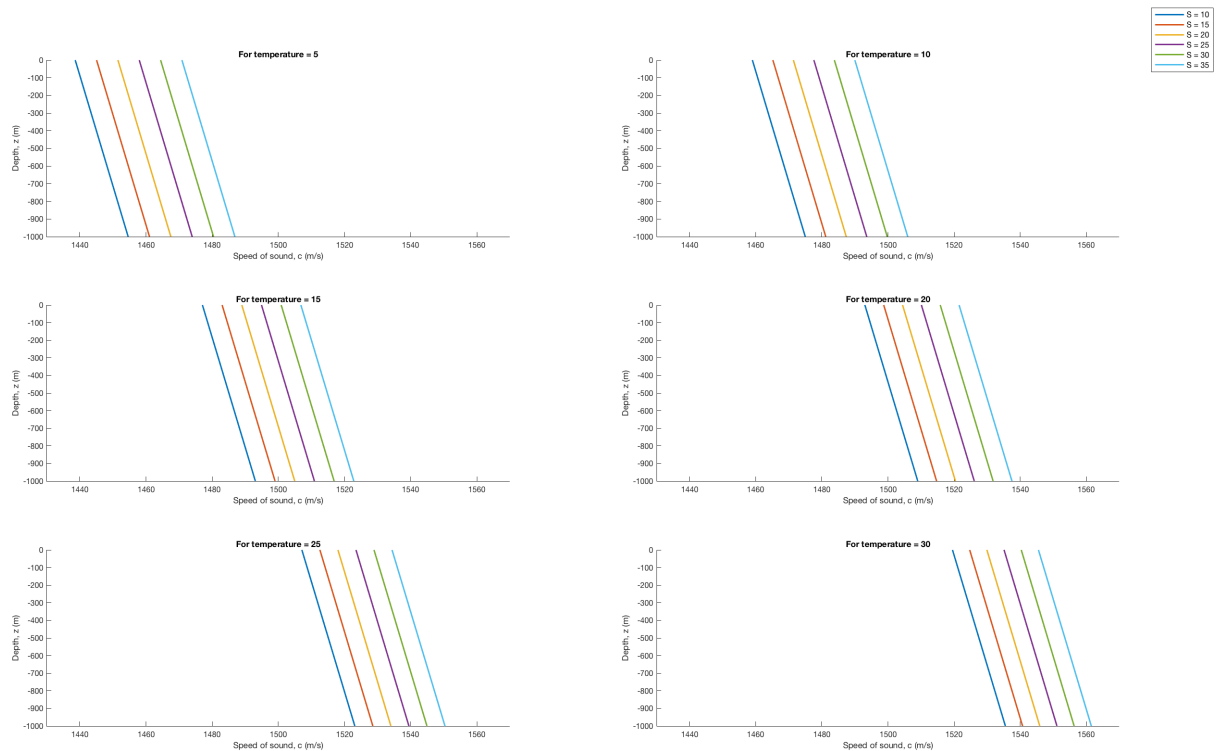 S = 10
S = 15
S = 20
S = 25
S = 30
S = 35
For temperature = 5
0
-100
-200
-300
-400
-500
-600
-700
-800
-900
-1000
Depth, z (m)
1440 1460 1480 1500 1520 1540 1560
Speed of sound, c (m/s)
For temperature = 10
0
-100
-200
-300
-400
-500
-600
-700
-800
-900
-1000
Depth, z (m)
1440 1460 1480 1500 1520 1540 1560
Speed of sound, c (m/s)
For temperature = 15
0
-100
-200
-300
-400
-500
-600
-700
-800
-900
-1000
Depth, z (m)
1440 1460 1480 1500 1520 1540 1560
Speed of sound, c (m/s)
For temperature = 20
0
-100
-200
-300
-400
-500
-600
-700
-800
-900
-1000
Depth, z (m)
1440 1460 1480 1500 1520 1540 1560
Speed of sound, c (m/s)
For temperature = 25
0
-100
-200
-300
-400
-500
-600
-700
-800
-900
-1000
Depth, z (m)
1440 1460 1480 1500 1520 1540 1560
Speed of sound, c (m/s)
For temperature = 30
0
-100
-200
-300
-400
-500
-600
-700
-800
-900
-1000
Depth, z (m)
1440 1460 1480 1500 1520 1540 1560
Speed of sound, c (m/s)